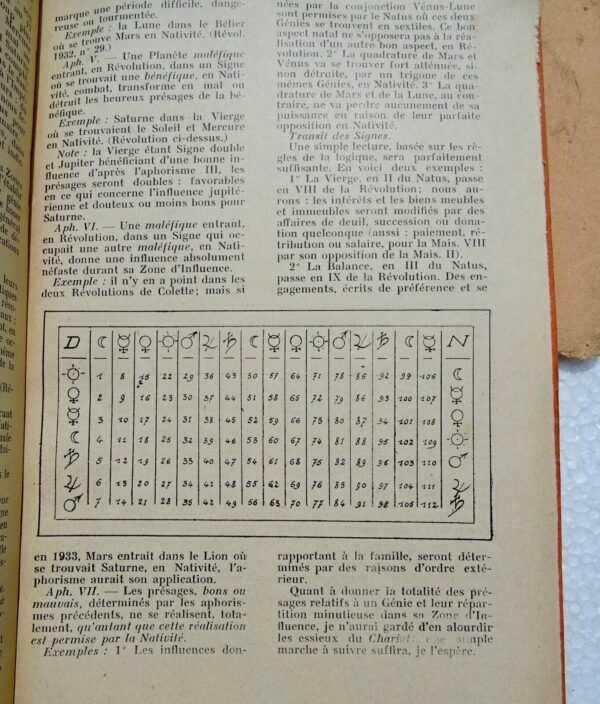 marque une période difficile, dange-
reuse ou tourmentée.
Exemple : la Lune dans le Bélier
où se trouve Mars en Nativité. (Révol.
1932, n° 29.)
Aph. V. — Une Planète maléfique
entrant, en Révolution, dans un Signe
où se trouvait une bénéfique, en Nati-
vité, combat, transforme en mal ou
détruit les heureux présages de la bé-
néfique.
Exemple : Saturne dans la Vierge
où se trouvaient le Soleil et Mercure
en Nativité. (Révolution ci-dessus.)
Note : la Vierge étant Signe double
et Jupiter bénéficiant d'une bonne in-
fluence d'après l'aphorisme III, les
présages seront doubles : favorables
en ce qui concerne l'influence jupité-
rienne et douteux ou moins bons pour
Saturne.
Aph. VI. — Une maléfique entrant,
en Révolution, dans un Signe qui oc-
cupait une autre maléfique, en Nati-
vité, donne une influence absolument
néfaste durant sa Zone d'Influence.
Exemple : il n'y en a point dans les
deux Révolutions de Colette; mais si
nées par la conjonction Vénus-Lune
sont permises par le Natus où ces deux
Génies se trouvent en sextiles. Ce bon
aspect natal ne s'opposera pas à la réa-
lisation d'un autre bon aspect, en Ré-
volution. 2° La quadrature de Mars et
Vénus va se trouver fort atténuée, si-
non détruite, par un trigone de ces
mêmes Génies, en Nativité. 3° La qua-
drature de Mars et de la Lune, au con-
traire, ne va perdre aucunement de sa
puissance en raison de leur parfaite
opposition en Nativité.
Transit des Signes.
Une simple lecture, basée sur les rè-
gles de la logique, sera parfaitement
suffisante. En voici deux exemples :
1° La Vierge, en II du Natus, passe
en VIII de la Révolution; nous au-
rons : les intérêts et les biens meubles
et immeubles seront modifiés par des
affaires de deuil, succession ou dona-
tion quelconque (aussi : paiement, ré-
tribution ou salaire, pour la Mais. VIII
par son opposition de la Mais. II).
2° La Balance, en III du Natus,
passe en IX de la Révolution. Des en-
gagements, écrits de préférence et se
D ☾ ☿ ♀ ☼ ♂ ♃ ♄ ☾ ☿ ♀ ☼ ♂ ♃ ♄ ☾ ☿ N
☼ 1 8 15 22 29 36 43 50 57 64 71 78 85 92 99 106 ☾
♀ 2 9 16 23 30 37 44 51 58 65 72 79 86 93 100 107 ☿
☿ 3 10 17 24 31 38 45 52 59 66 73 80 87 94 101 108 ♀
☾ 4 11 18 25 32 39 46 53 60 67 74 81 88 95 102 109 ☼
♄ 5 12 19 26 33 40 47 54 61 68 75 82 89 96 103 110 ♂
♃ 6 13 20 27 34 41 48 55 62 69 76 83 90 97 104 111 ♃
♂ 7 14 21 28 35 42 49 56 63 70 77 84 91 98 105 112 ♄
en 1933, Mars entrait dans le Lion où
se trouvait Saturne, en Nativité, l'a-
phorisme aurait son application.
Aph. VII. — Les présages, bons ou
mauvais, déterminés par les aphoris-
mes précédents, ne se réalisent, tota-
lement, qu'autant que cette réalisation
est permise par la Nativité.
Exemples : 1° Les influences don-
rapportant à la famille, seront déter-
minés par des raisons d'ordre exté-
rieur.
Quant à donner la totalité des pré-
sages relatifs à un Génie et leur répar-
tition minutieuse dans sa Zone d'In-
fluence, je n'aurai gardé d'en alourdir
les essieux du Chariot; une simple
marche à suivre suffira, je l'espère.